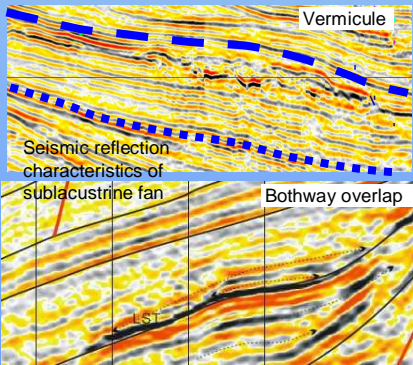 Vermicule
Seismic reflection
characteristics of
sublacustrine fan
Bothway overlap
LST